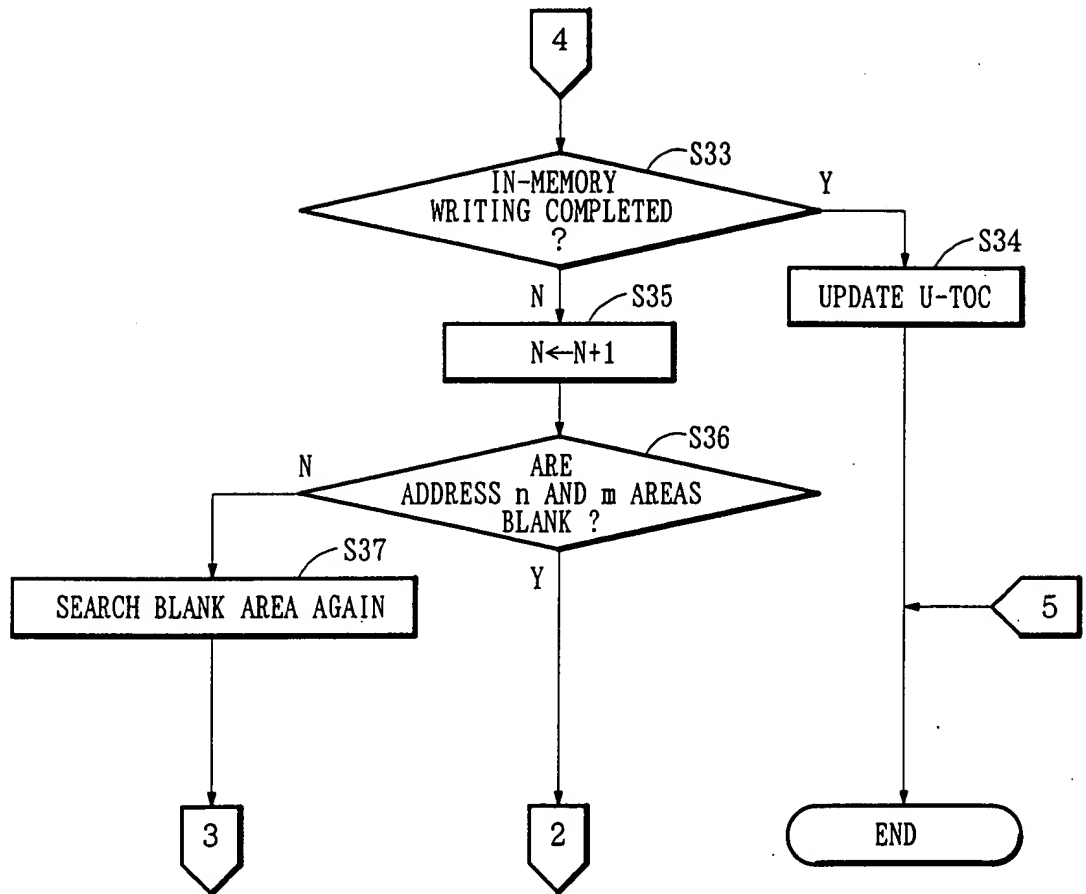 4
S33
IN-MEMORY
WRITING COMPLETED
?
Y
S34
UPDATE U-TOC
N
S35
N←N+1
S36
N
ARE
ADDRESS n AND m AREAS
BLANK ?
S37
Y
SEARCH BLANK AREA AGAIN
5
3
2
END